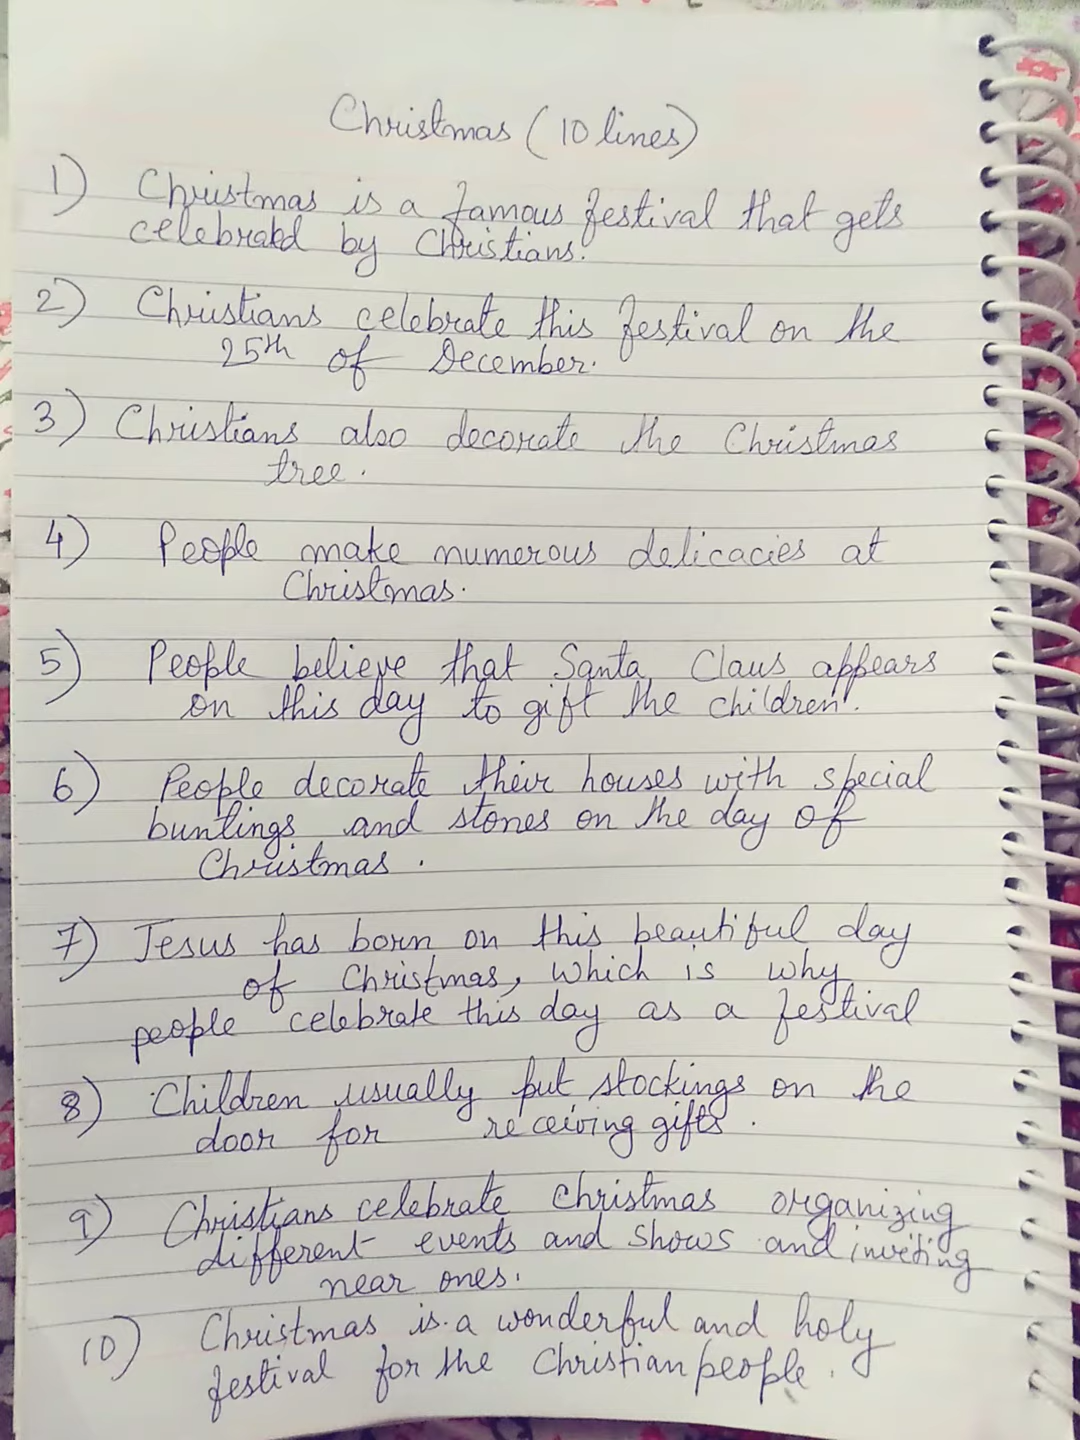 Christmas (10 lines)
1) Christmas is a famous festival that gets
celebrated by Christians.
2) Christians celebrate this festival on the
25th of December.
3) Christians also decorate the Christmas
tree.
4) People make numerous delicacies at
Christmas.
5) People believe that Santa Claus appears
on this day to gift the children.
6) People decorate their houses with special
buntings and stones on the day of
Christmas.
7) Jesus has born on this beautiful day
of Christmas, which is why
people celebrate this day as a festival
8) Children usually put stockings on the
door for receiving gifts.
9) Christians celebrate Christmas organizing
different events and shows and inviting
near ones.
10) Christmas is a wonderful and holy
festival for the Christian people.